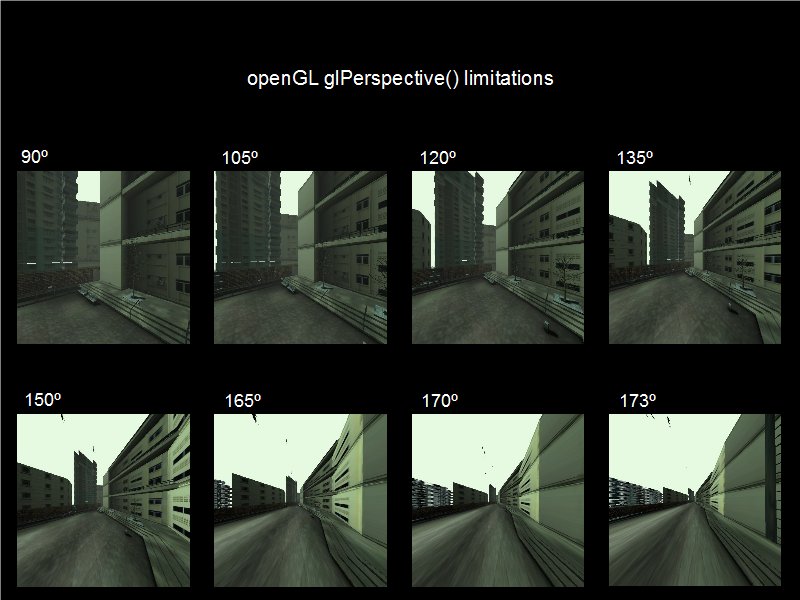 openGL glPerspective() limitations
90º
105º
120º
135º
150º
165º
170º
173º